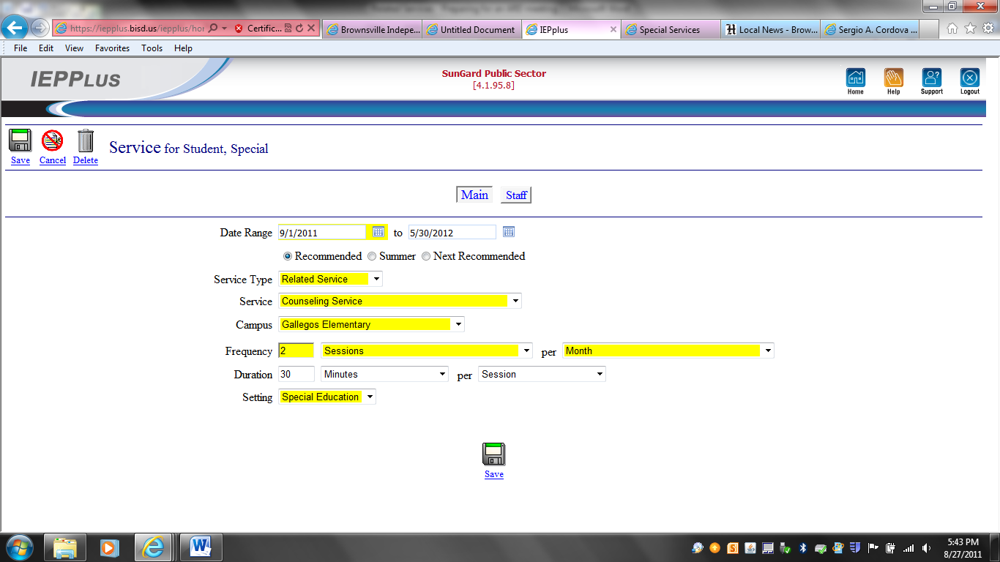 https://iepplus.bisd.us/iepplus/hor Certific...
Brownsville Indepe... Untitled Document IEPplus Special Services Local News - Brow... Sergio A. Cordova ...
File Edit View Favorites Tools Help
IEPPLUS
SunGard Public Sector
[4.1.95.8]
Home Help Support Logout
Save Cancel Delete Service for Student, Special
Main Staff
Date Range 9/1/2011 to 5/30/2012
Recommended Summer Next Recommended
Service Type Related Service
Service Counseling Service
Campus Gallegos Elementary
Frequency 2 Sessions per Month
Duration 30 Minutes per Session
Setting Special Education
Save
5:43 PM
8/27/2011